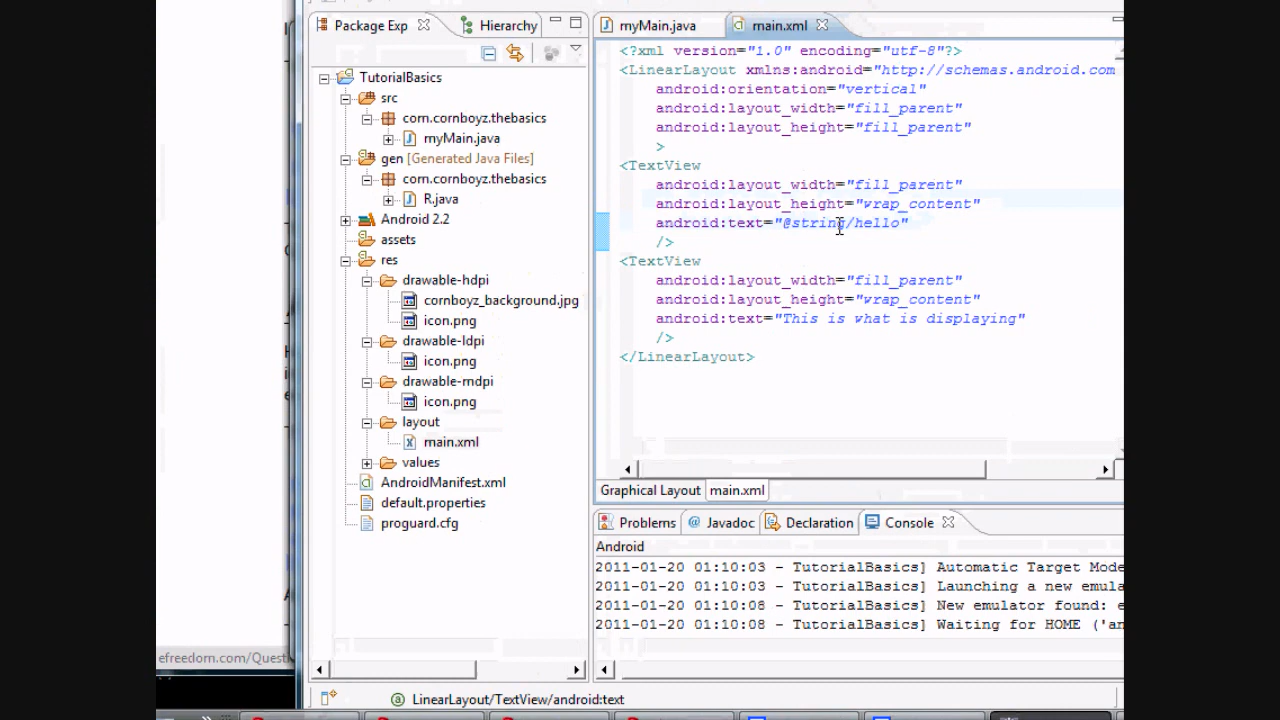 Package Exp
Hierarchy
TutorialBasics
src
com.cornboyz.thebasics
myMain.java
gen [Generated Java Files]
com.cornboyz.thebasics
R.java
Android 2.2
assets
res
drawable-hdpi
cornboyz_background.jpg
icon.png
drawable-ldpi
icon.png
drawable-mdpi
icon.png
layout
main.xml
values
AndroidManifest.xml
default.properties
proguard.cfg
myMain.java
main.xml
<?xml version="1.0" encoding="utf-8"?>
<LinearLayout xmlns:android="http://schemas.android.com
android:orientation="vertical"
android:layout_width="fill_parent"
android:layout_height="fill_parent"
>
<TextView
android:layout_width="fill_parent"
android:layout_height="wrap_content"
android:text="@string/hello"
/>
<TextView
android:layout_width="fill_parent"
android:layout_height="wrap_content"
android:text="This is what is displaying"
/>
</LinearLayout>
Graphical Layout
main.xml
Problems
@ Javadoc
Declaration
Console
Android
2011-01-20 01:10:03 - TutorialBasics] Automatic Target Mode
2011-01-20 01:10:03 - TutorialBasics] Launching a new emula
2011-01-20 01:10:08 - TutorialBasics] New emulator found: e
2011-01-20 01:10:08 - TutorialBasics] Waiting for HOME ('an
efreedom.com/Questi
LinearLayout/TextView/android:text